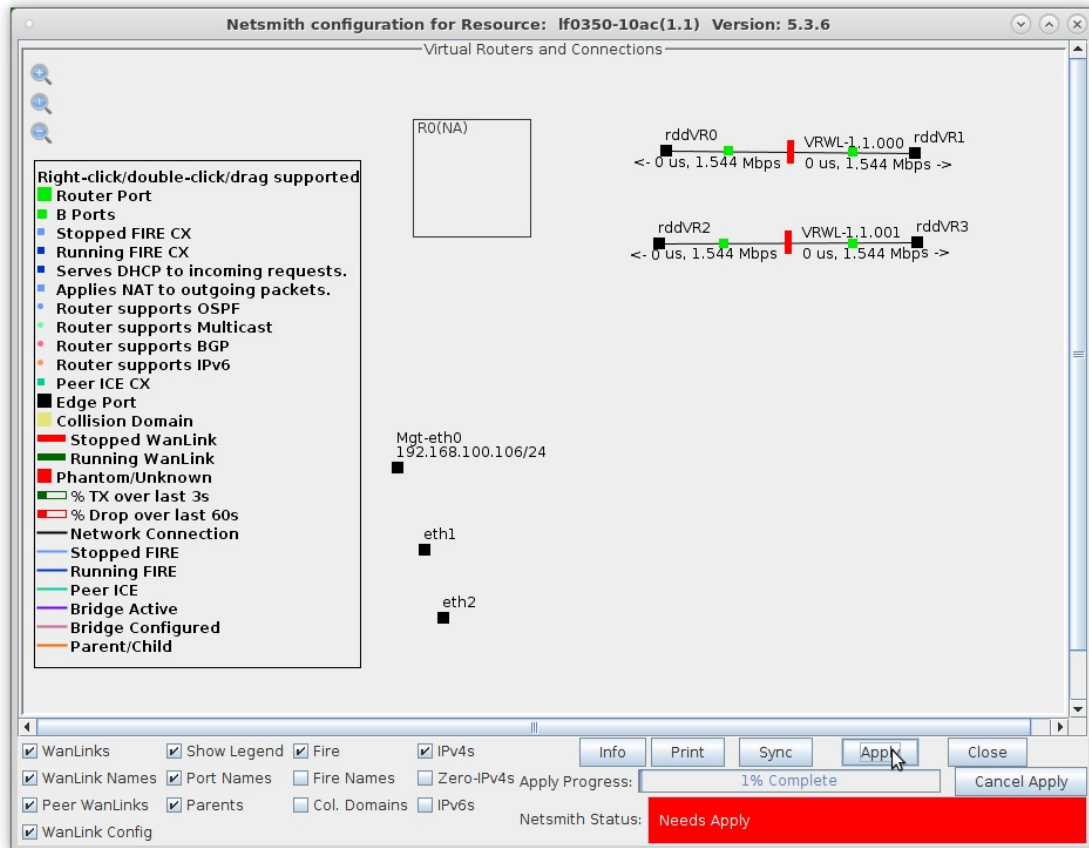 Netsmith configuration for Resource: lf0350-10ac(1.1) Version: 5.3.6
Virtual Routers and Connections
R0(NA)
rddVR0
VRWL-1.1.000
rddVR1
<- 0 us, 1.544 Mbps
0 us, 1.544 Mbps ->
rddVR2
VRWL-1.1.001
rddVR3
<- 0 us, 1.544 Mbps
0 us, 1.544 Mbps ->
Right-click/double-click/drag supported
Router Port
B Ports
Stopped FIRE CX
Running FIRE CX
Serves DHCP to incoming requests.
Applies NAT to outgoing packets.
Router supports OSPF
Router supports Multicast
Router supports BGP
Router supports IPv6
Peer ICE CX
Edge Port
Collision Domain
Stopped WanLink
Running WanLink
Phantom/Unknown
% TX over last 3s
% Drop over last 60s
Network Connection
Stopped FIRE
Running FIRE
Peer ICE
Bridge Active
Bridge Configured
Parent/Child
Mgt-eth0
192.168.100.106/24
eth1
eth2
WanLinks
Show Legend
Fire
IPv4s
Info
Print
Sync
Apply
Close
WanLink Names
Port Names
Fire Names
Zero-IPv4s
Apply Progress:
1% Complete
Cancel Apply
Peer WanLinks
Parents
Col. Domains
IPv6s
Netsmith Status:
Needs Apply
WanLink Config